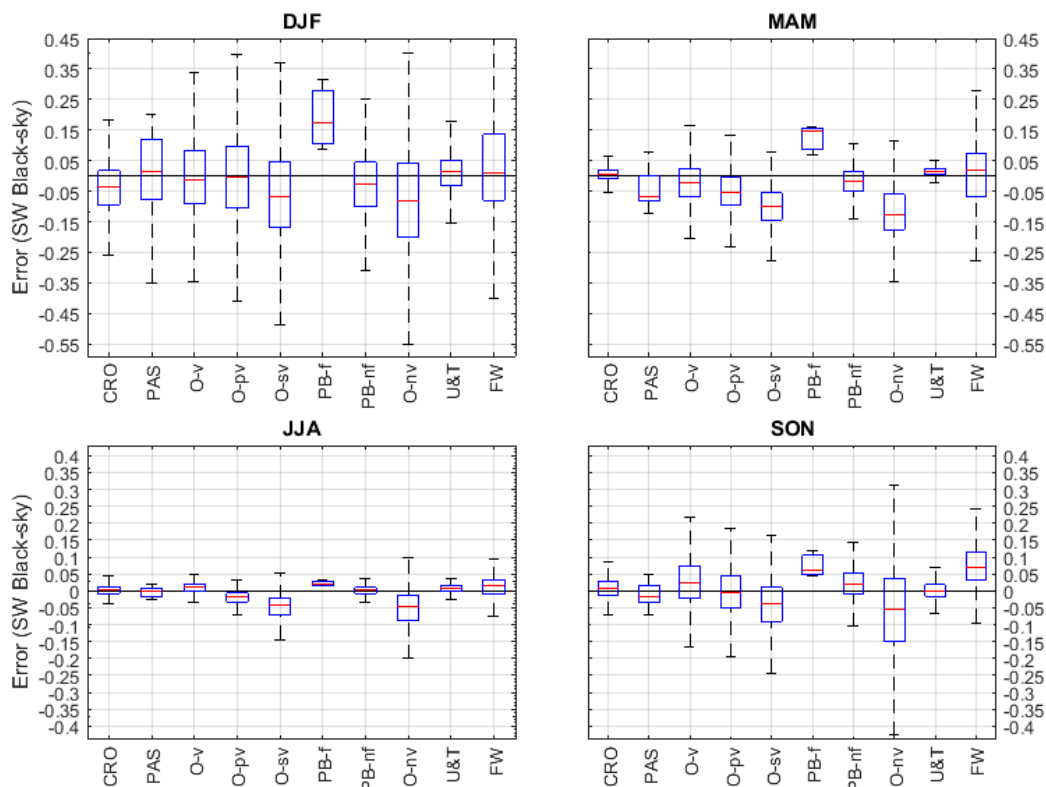 DJF
Error (SW Black-sky)
0.45
0.35
0.25
0.15
0.05
-0.05
-0.15
-0.25
-0.35
-0.45
-0.55
CRO
PAS
O-v
O-pv
O-sv
PB-f
PB-nf
O-nv
U&T
FW
MAM
0.45
0.35
0.25
0.15
0.05
-0.05
-0.15
-0.25
-0.35
-0.45
-0.55
CRO
PAS
O-v
O-pv
O-sv
PB-f
PB-nf
O-nv
U&T
FW
JJA
Error (SW Black-sky)
0.4
0.35
0.3
0.25
0.2
0.15
0.1
0.05
0
-0.05
-0.1
-0.15
-0.2
-0.25
-0.3
-0.35
-0.4
CRO
PAS
O-v
O-pv
O-sv
PB-f
PB-nf
O-nv
U&T
FW
SON
0.4
0.35
0.3
0.25
0.2
0.15
0.1
0.05
0
-0.05
-0.1
-0.15
-0.2
-0.25
-0.3
-0.35
-0.4
CRO
PAS
O-v
O-pv
O-sv
PB-f
PB-nf
O-nv
U&T
FW